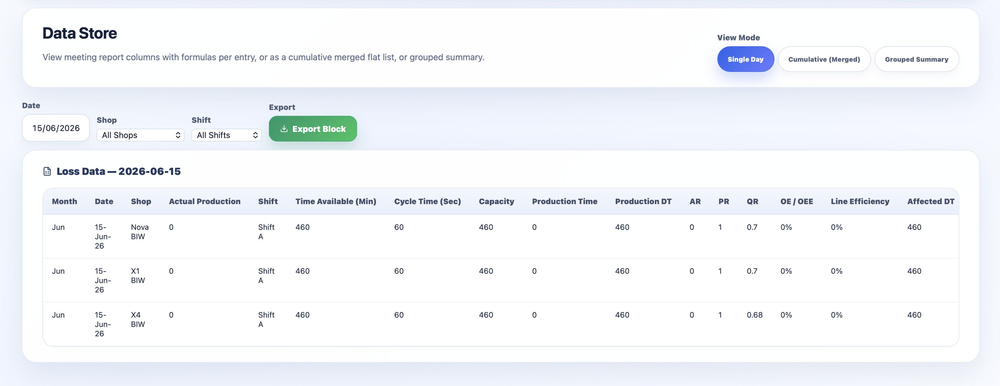 Data Store
View meeting report columns with formulas per entry, or as a cumulative merged flat list, or grouped summary.
View Mode
Single Day Cumulative (Merged) Grouped Summary
Date
15/06/2026
Shop
All Shops
Shift
All Shifts
Export
Export Block
Loss Data — 2026-06-15
Month Date Shop Actual Production Shift Time Available (Min) Cycle Time (Sec) Capacity Production Time Production DT AR PR QR OE / OEE Line Efficiency Affected DT
Jun 15- Nova 0 Shift 460 60 460 0 460 0 1 0.7 0% 0% 460
Jun- BIW A
26
Jun 15- X1 0 Shift 460 60 460 0 460 0 1 0.7 0% 0% 460
Jun- BIW A
26
Jun 15- X4 0 Shift 460 60 460 0 460 0 1 0.68 0% 0% 460
Jun- BIW A
26